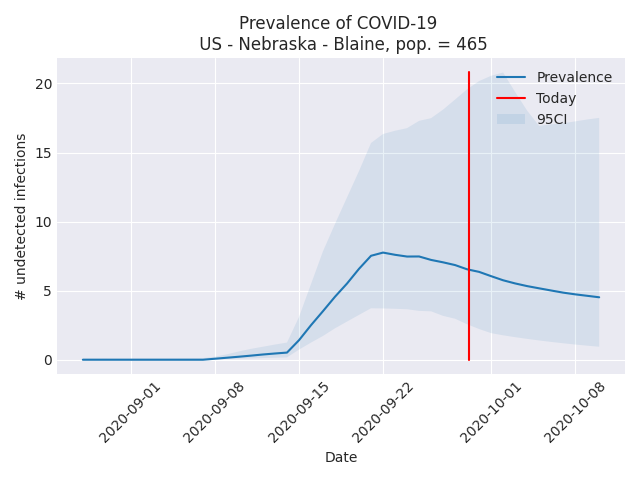 Prevalence of COVID-19
US - Nebraska - Blaine, pop. = 465
Prevalence
Today
95CI
# undetected infections
20
15
10
5
0
2020-09-01
2020-09-08
2020-09-15
2020-09-22
2020-10-01
2020-10-08
Date